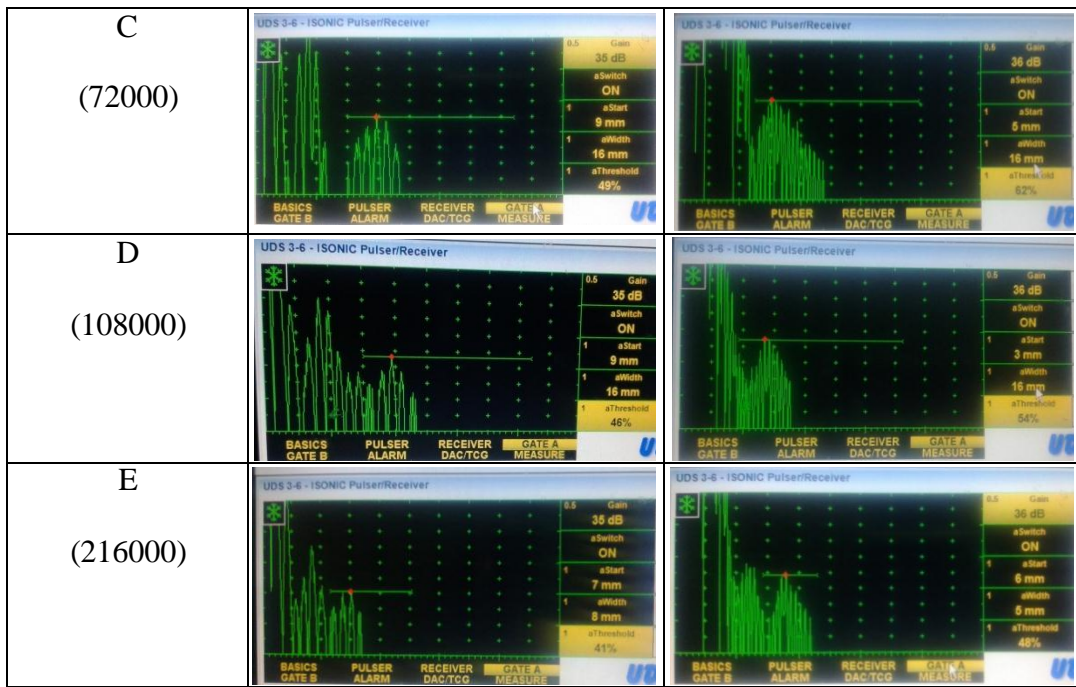 C
(72000)
UDS 3-6 - ISONIC Pulser/Receiver
0.5 Gain
35 dB
aSwitch
ON
1 aStart
9 mm
1 aWidth
16 mm
1 aThreshold
49%
BASICS PULSER RECEIVER GATE A
GATE B ALARM DAC/TCG MEASURE
UDS 3-6 - ISONIC Pulser/Receiver
0.5 Gain
36 dB
aSwitch
ON
1 aStart
5 mm
1 aWidth
16 mm
1 aThreshold
62%
BASICS PULSER RECEIVER GATE A
GATE B ALARM DAC/TCG MEASURE
D
(108000)
UDS 3-6 - ISONIC Pulser/Receiver
0.5 Gain
35 dB
aSwitch
ON
1 aStart
9 mm
1 aWidth
16 mm
1 aThreshold
46%
BASICS PULSER RECEIVER GATE A
GATE B ALARM DAC/TCG MEASURE
UDS 3-6 - ISONIC Pulser/Receiver
0.5 Gain
36 dB
aSwitch
ON
1 aStart
3 mm
1 aWidth
16 mm
1 aThreshold
54%
BASICS PULSER RECEIVER GATE A
GATE B ALARM DAC/TCG MEASURE
E
(216000)
UDS 3-6 - ISONIC Pulser/Receiver
0.5 Gain
35 dB
aSwitch
ON
1 aStart
7 mm
1 aWidth
8 mm
1 aThreshold
41%
BASICS PULSER RECEIVER GATE A
GATE B ALARM DAC/TCG MEASURE
UDS 3-6 - ISONIC Pulser/Receiver
0.5 Gain
36 dB
aSwitch
ON
1 aStart
6 mm
1 aWidth
5 mm
1 aThreshold
48%
BASICS PULSER RECEIVER GATE A
GATE B ALARM DAC/TCG MEASURE